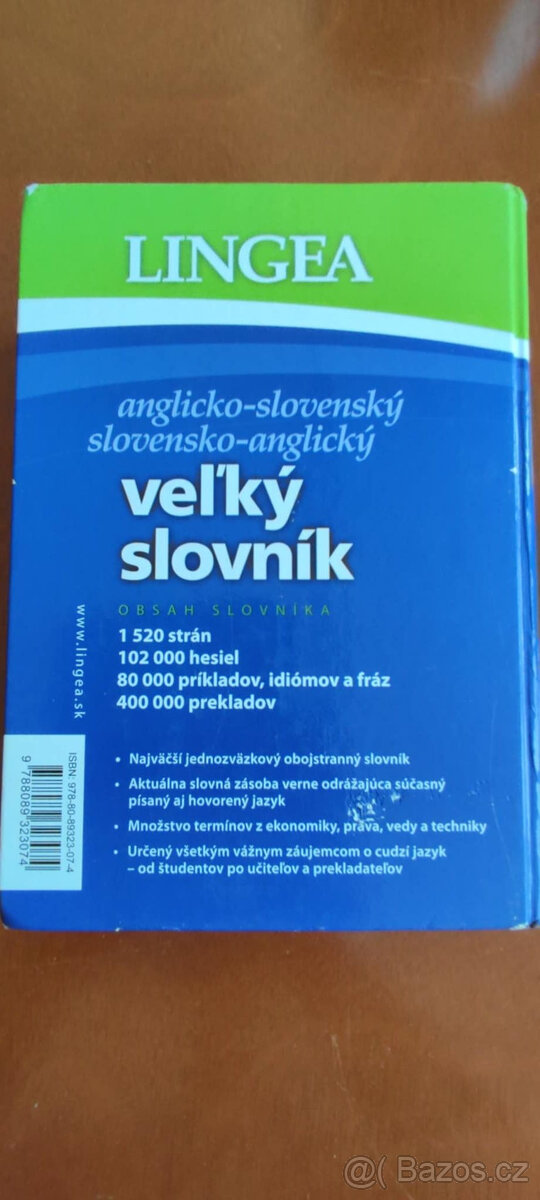 LINGEA
anglicko-slovenský
slovensko-anglický
veľký
slovník
OBSAH SLOVNÍKA
1 520 strán
102 000 hesiel
80 000 príkladov, idiómov a fráz
400 000 prekladov
• Najväčší jednozväzkový obojstranný slovník
• Aktuálna slovná zásoba verne odrážajúca súčasný
písaný aj hovorený jazyk
• Množstvo termínov z ekonomiky, práva, vedy a techniky
• Určený všetkým vážnym záujemcom o cudzí jazyk
– od študentov po učiteľov a prekladateľov
www.lingea.sk
ISBN: 978-80-89323-07-4
9 788089 323074
@( Bazos.cz